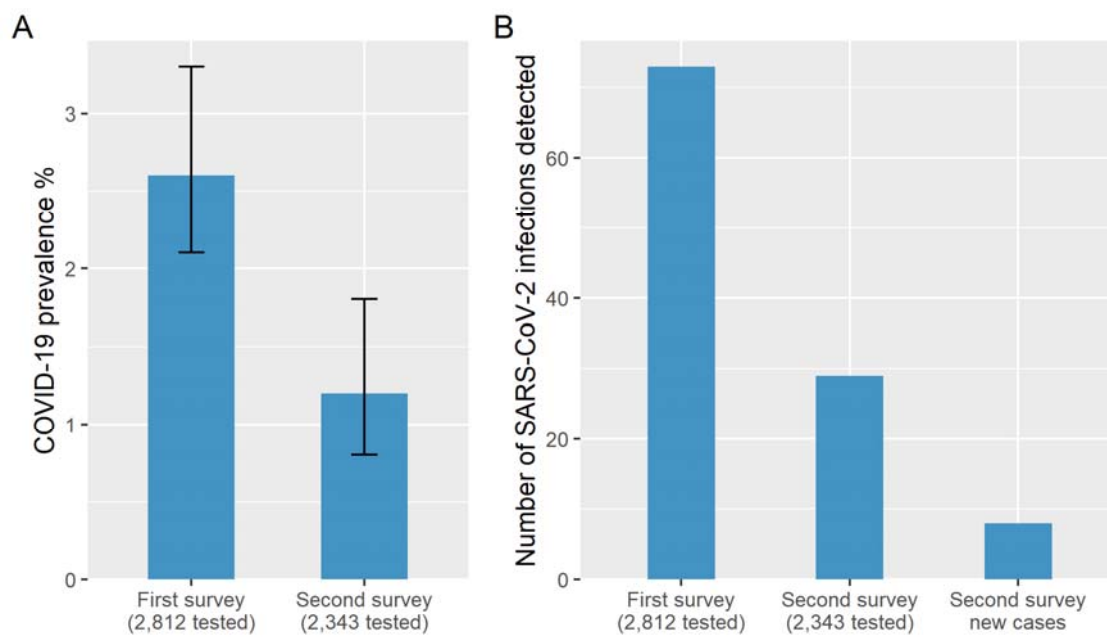 A
COVID-19 prevalence %
3
2
1
0
First survey
(2,812 tested)
Second survey
(2,343 tested)
B
Number of SARS-CoV-2 infections detected
60
40
20
0
First survey
(2,812 tested)
Second survey
(2,343 tested)
Second survey
new cases